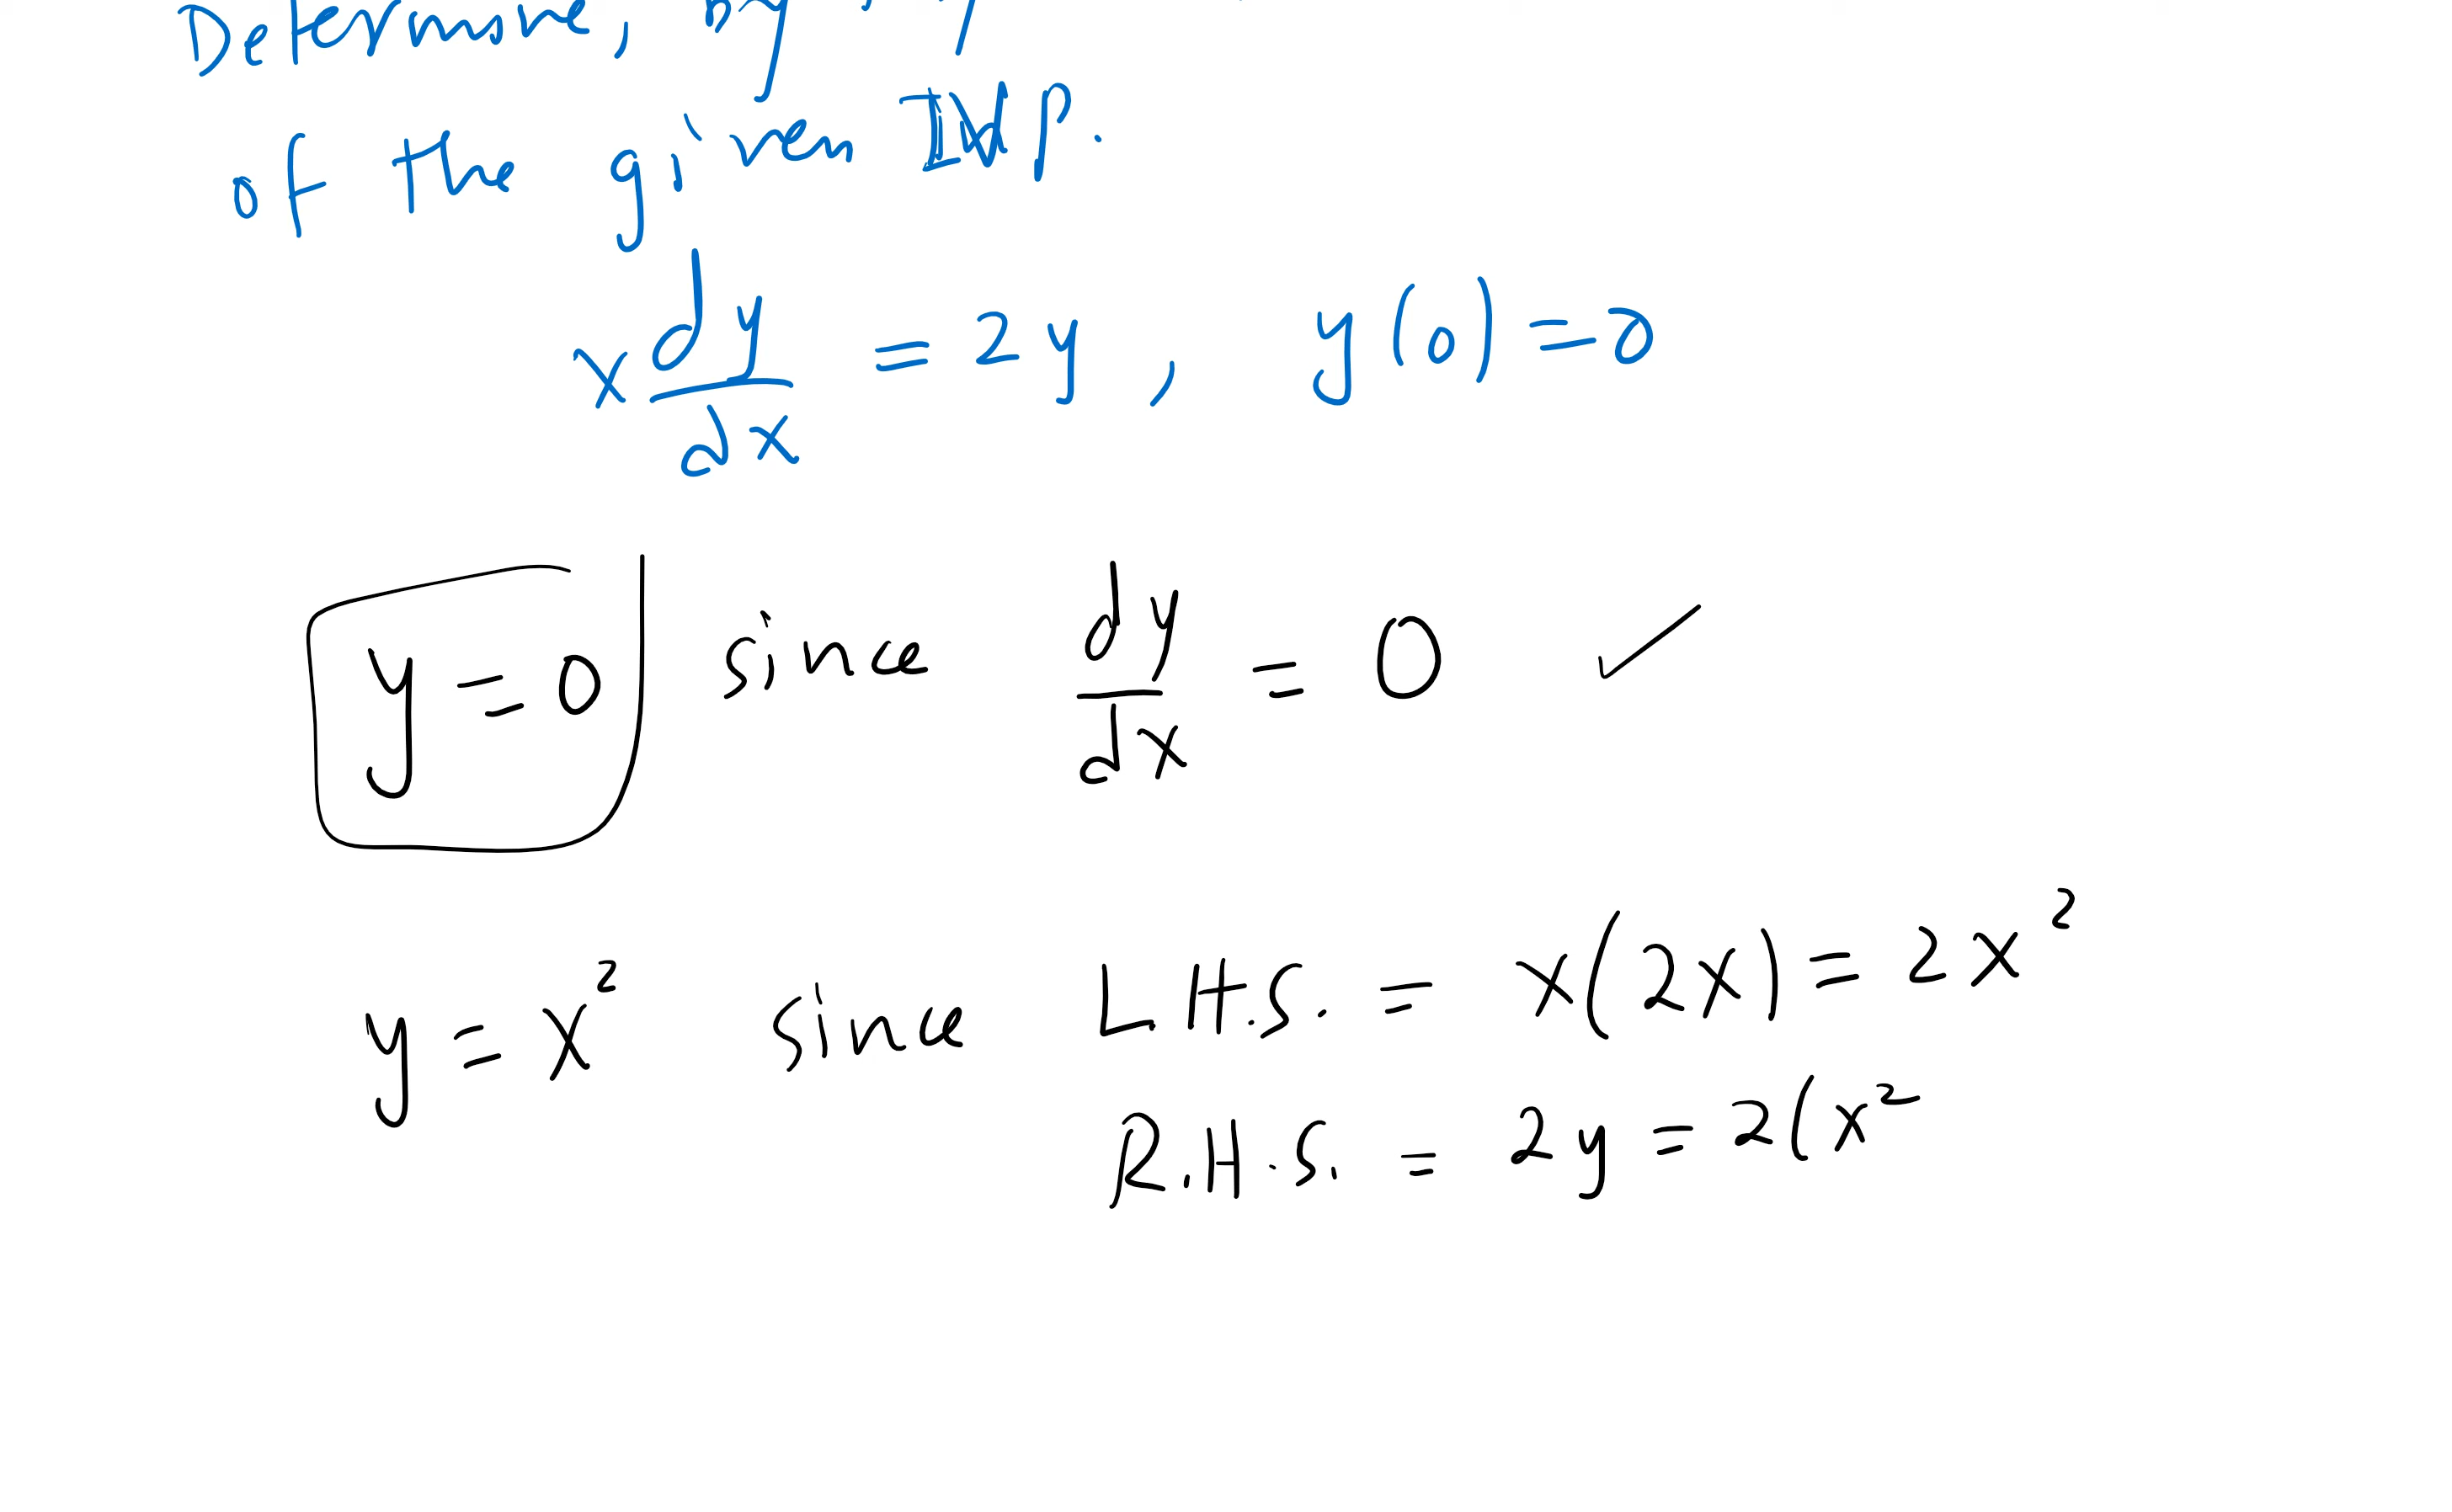 Determine, by
of the given IVP.
x dy/dx = 2y, y(0) = 0
y = 0 since dy/dx = 0 ✓
y = x² since L.H.S. = x(2x) = 2x²
R.H.S. = 2y = 2(x²